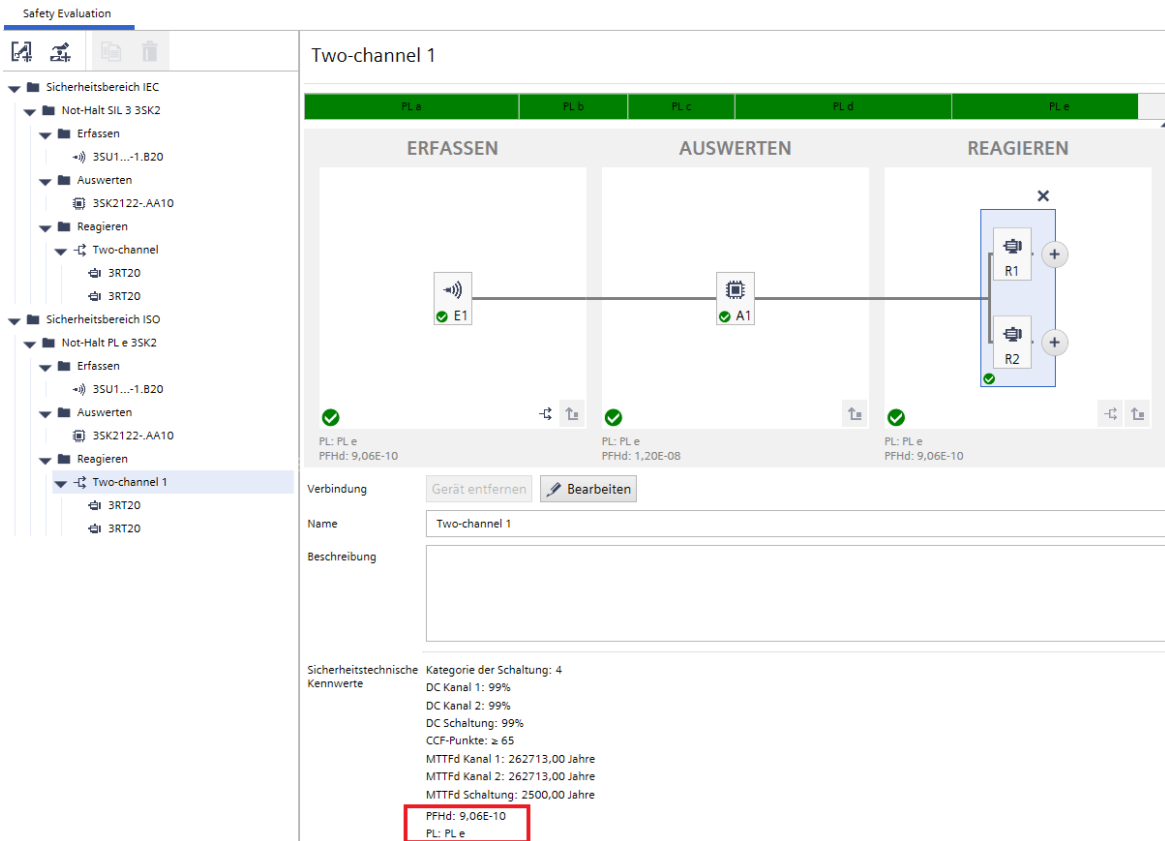 Safety Evaluation
Sicherheitsbereich IEC
Not-Halt SIL 3 3SK2
Erfassen
3SU1...-1.B20
Auswerten
3SK2122-.AA10
Reagieren
Two-channel
3RT20
3RT20
Sicherheitsbereich ISO
Not-Halt PL e 3SK2
Erfassen
3SU1...-1.B20
Auswerten
3SK2122-.AA10
Reagieren
Two-channel 1
3RT20
3RT20
Two-channel 1
PL a PL b PL c PL d PL e
ERFASSEN AUSWERTEN REAGIEREN
R1
E1 A1
R2
PL: PL e PL: PL e PL: PL e
PFHd: 9,06E-10 PFHd: 1,20E-08 PFHd: 9,06E-10
Verbindung Gerät entfernen Bearbeiten
Name Two-channel 1
Beschreibung
Sicherheitstechnische Kennwerte
Kategorie der Schaltung: 4
DC Kanal 1: 99%
DC Kanal 2: 99%
DC Schaltung: 99%
CCF-Punkte: ≥ 65
MTTFd Kanal 1: 262713,00 Jahre
MTTFd Kanal 2: 262713,00 Jahre
MTTFd Schaltung: 2500,00 Jahre
PFHd: 9,06E-10
PL: PL e